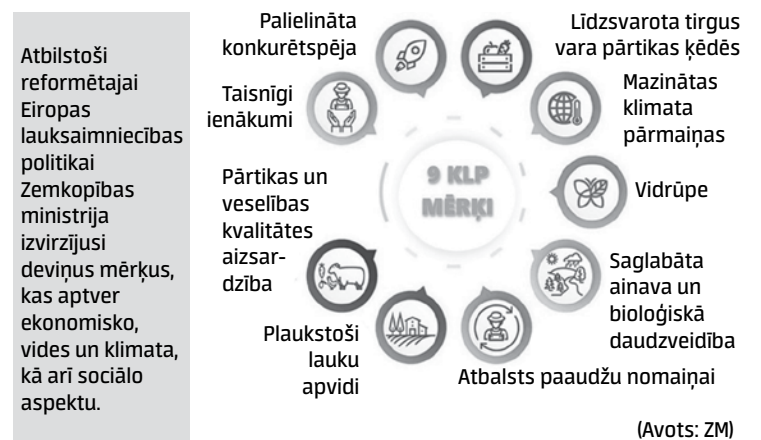 Atbilstoši
reformētajai
Eiropas
lauksaimniecības
politikai
Zemkopības
ministrija
izvirzījusi
deviņus mērķus,
kas aptver
ekonomisko,
vides un klimata,
kā arī sociālo
aspektu.
Palielināta
konkurētspēja
Līdzsvarota tirgus
vara pārtikas ķēdēs
Taisnīgi
ienākumi
Mazinātas
klimata
pārmaiņas
9 KLP
MĒRĶI
Pārtikas un
veselības
kvalitātes
aizsar-
dzība
Vidrūpe
Saglabāta
ainava un
bioloģiskā
daudzveidība
Plaukstoši
lauku
apvidi
Atbalsts paaudžu nomaiņai
(Avots: ZM)